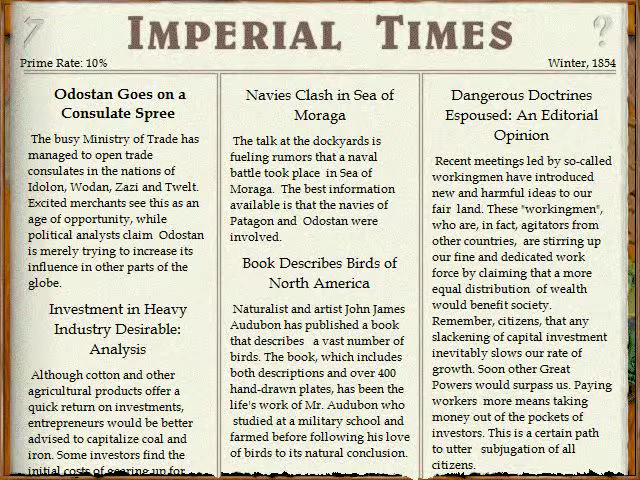 IMPERIAL TIMES
Prime Rate: 10%
Winter, 1854
Odostan Goes on a
Consulate Spree
The busy Ministry of Trade has
managed to open trade
consulates in the nations of
Idolon, Wodan, Zazi and Twelt.
Excited merchants see this as an
age of opportunity, while
political analysts claim Odostan
is merely trying to increase its
influence in other parts of the
globe.
Investment in Heavy
Industry Desirable:
Analysis
Although cotton and other
agricultural products offer a
quick return on investments,
entrepreneurs would be better
advised to capitalize coal and
iron. Some investors find the
initial costs of gearing up for
Navies Clash in Sea of
Moraga
The talk at the dockyards is
fueling rumors that a naval
battle took place in Sea of
Moraga. The best information
available is that the navies of
Patagon and Odostan were
involved.
Book Describes Birds of
North America
Naturalist and artist John James
Audubon has published a book
that describes a vast number of
birds. The book, which includes
both descriptions and over 400
hand-drawn plates, has been the
life's work of Mr. Audubon who
studied at a military school and
farmed before following his love
of birds to its natural conclusion.
Dangerous Doctrines
Espoused: An Editorial
Opinion
Recent meetings led by so-called
workingmen have introduced
new and harmful ideas to our
fair land. These "workingmen",
who are, in fact, agitators from
other countries, are stirring up
our fine and dedicated work
force by claiming that a more
equal distribution of wealth
would benefit society.
Remember, citizens, that any
slackening of capital investment
inevitably slows our rate of
growth. Soon other Great
Powers would surpass us. Paying
workers more means taking
money out of the pockets of
investors. This is a certain path
to utter subjugation of all
citizens.